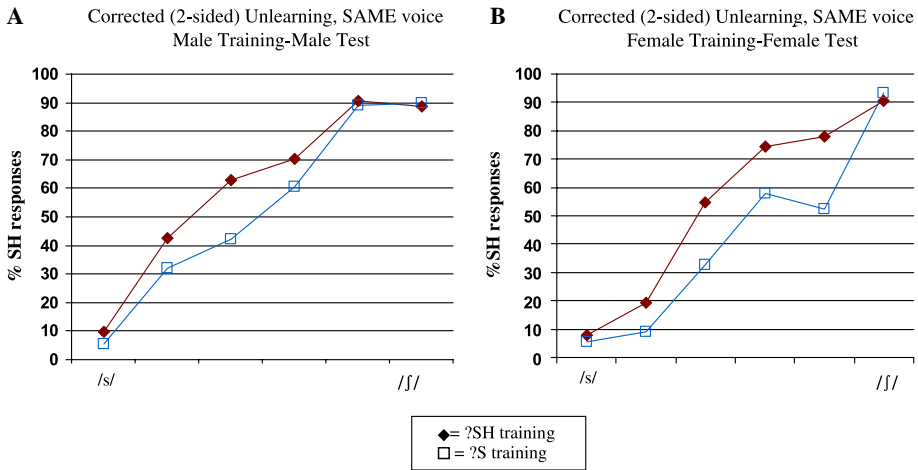 A
Corrected (2-sided) Unlearning, SAME voice
Male Training-Male Test
% SH responses
100
90
80
70
60
50
40
30
20
10
0
/s/
/ʃ/
B
Corrected (2-sided) Unlearning, SAME voice
Female Training-Female Test
%SH responses
100
90
80
70
60
50
40
30
20
10
0
/s/
/ʃ/
= ?SH training
= ?S training